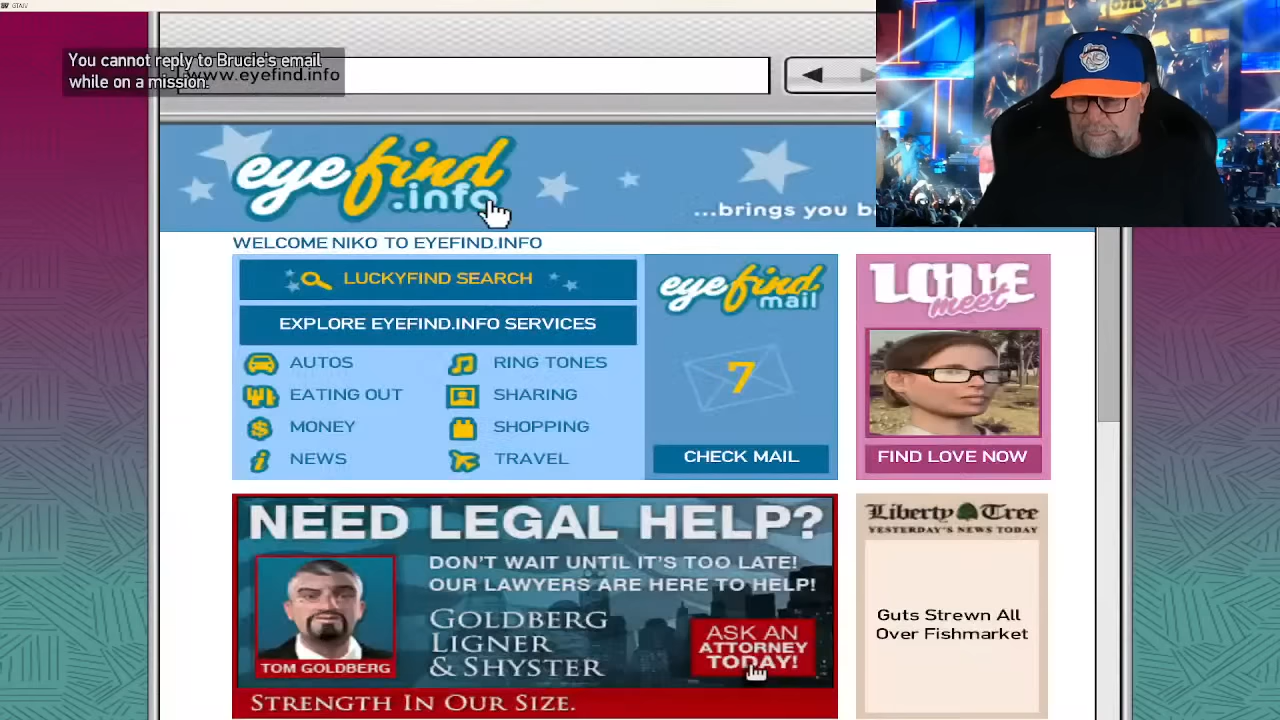 GTAIV
You cannot reply to Brucie's email
while on a mission.
www.eyefind.info
eyefind
.info
...brings you b
WELCOME NIKO TO EYEFIND.INFO
LUCKYFIND SEARCH
EXPLORE EYEFIND.INFO SERVICES
AUTOS
RING TONES
EATING OUT
SHARING
MONEY
SHOPPING
NEWS
TRAVEL
eyefind
mail
7
CHECK MAIL
LOVE
meet
FIND LOVE NOW
NEED LEGAL HELP?
DON'T WAIT UNTIL IT'S TOO LATE!
OUR LAWYERS ARE HERE TO HELP!
GOLDBERG
LIGNER
& SHYSTER
TOM GOLDBERG
ASK AN
ATTORNEY
TODAY!
STRENGTH IN OUR SIZE.
Liberty Tree
YESTERDAY'S NEWS TODAY
Guts Strewn All
Over Fishmarket